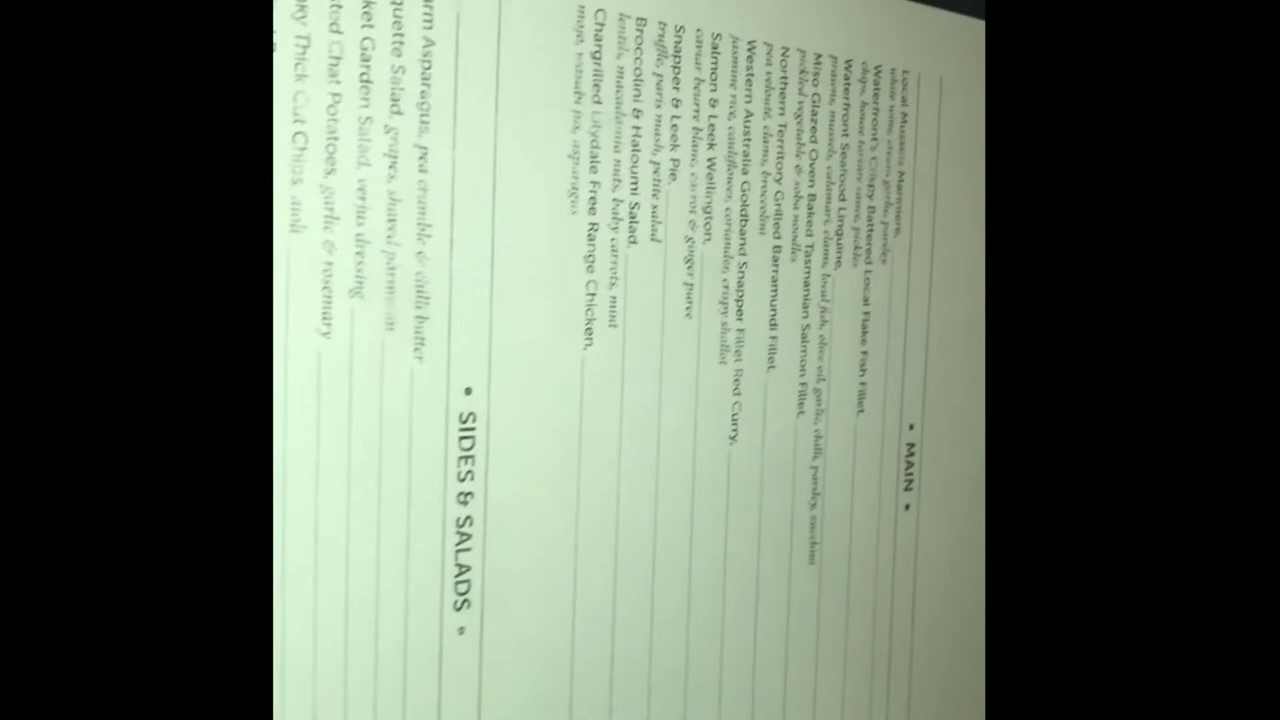 • MAIN •
Local Mussels Mariniere,
white wine, cream garlic, parsley
Waterfront's Crispy Battered Local Flake Fish Fillet,
chips, house tartare sauce, pickles
Waterfront Seafood Linguine,
prawns, mussels, calamari, clams, local fish, olive oil, garlic, chilli, parsley, zucchini
Miso Glazed Oven Baked Tasmanian Salmon Fillet,
pickled vegetable & soba noodles
Northern Territory Grilled Barramundi Fillet,
pea velouté, clams, broccolini
Western Australia Goldband Snapper Fillet Red Curry,
jasmine rice, cauliflower, coriander, crispy shallot
Salmon & Leek Wellington,
caviar beurre blanc, carrot & ginger puree
Snapper & Leek Pie,
truffle, paris mash, petite salad
Broccolini & Haloumi Salad,
lentils, macadamia nuts, baby carrots, mint
Chargrilled Lilydale Free Range Chicken,
mojo, wasabi jus, asparagus
• SIDES & SALADS •
arm Asparagus, pea crumble & chilli butter
quette Salad, grapes, shaved parmesan
ket Garden Salad, verjus dressing
sted Chat Potatoes, garlic & rosemary
ky Thick Cut Chips, aioli